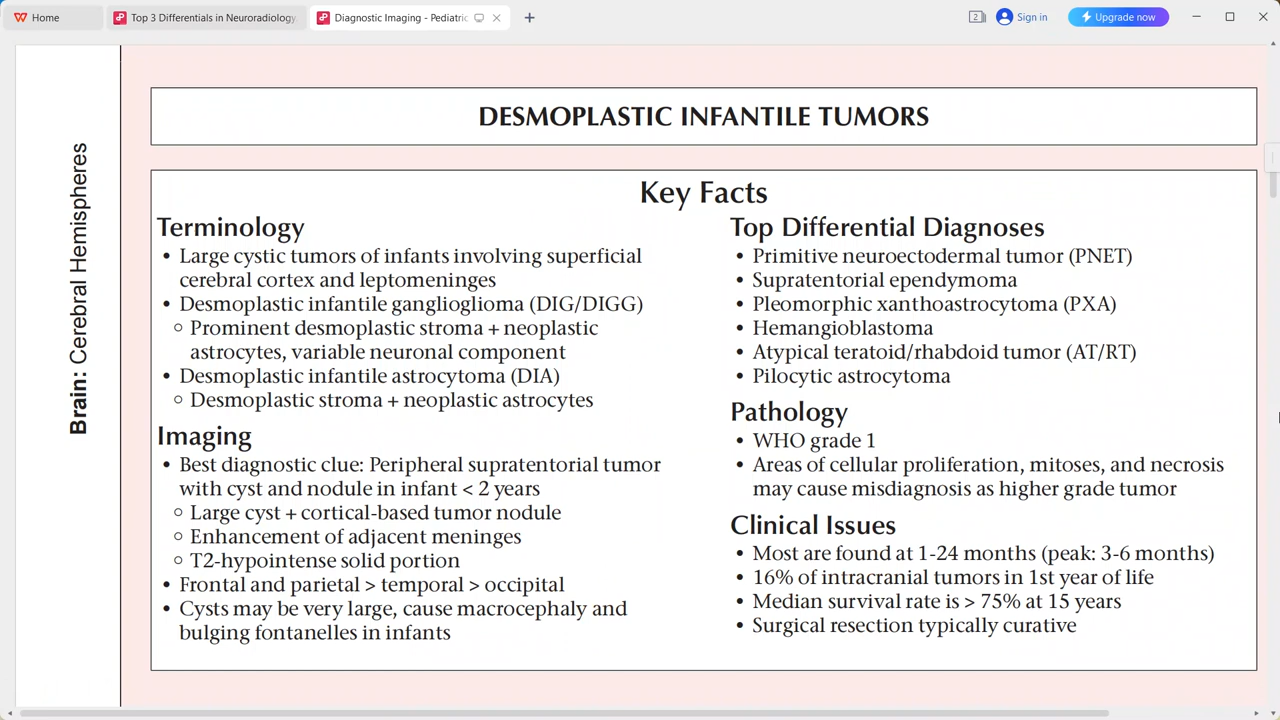 Home
Top 3 Differentials in Neuroradiology
Diagnostic Imaging - Pediatric
2
Sign in
Upgrade now
Brain: Cerebral Hemispheres
DESMOPLASTIC INFANTILE TUMORS
Key Facts
Terminology
• Large cystic tumors of infants involving superficial
cerebral cortex and leptomeninges
• Desmoplastic infantile ganglioglioma (DIG/DIGG)
○ Prominent desmoplastic stroma + neoplastic
astrocytes, variable neuronal component
• Desmoplastic infantile astrocytoma (DIA)
○ Desmoplastic stroma + neoplastic astrocytes
Imaging
• Best diagnostic clue: Peripheral supratentorial tumor
with cyst and nodule in infant < 2 years
○ Large cyst + cortical-based tumor nodule
○ Enhancement of adjacent meninges
○ T2-hypointense solid portion
• Frontal and parietal > temporal > occipital
• Cysts may be very large, cause macrocephaly and
bulging fontanelles in infants
Top Differential Diagnoses
• Primitive neuroectodermal tumor (PNET)
• Supratentorial ependymoma
• Pleomorphic xanthoastrocytoma (PXA)
• Hemangioblastoma
• Atypical teratoid/rhabdoid tumor (AT/RT)
• Pilocytic astrocytoma
Pathology
• WHO grade 1
• Areas of cellular proliferation, mitoses, and necrosis
may cause misdiagnosis as higher grade tumor
Clinical Issues
• Most are found at 1-24 months (peak: 3-6 months)
• 16% of intracranial tumors in 1st year of life
• Median survival rate is > 75% at 15 years
• Surgical resection typically curative